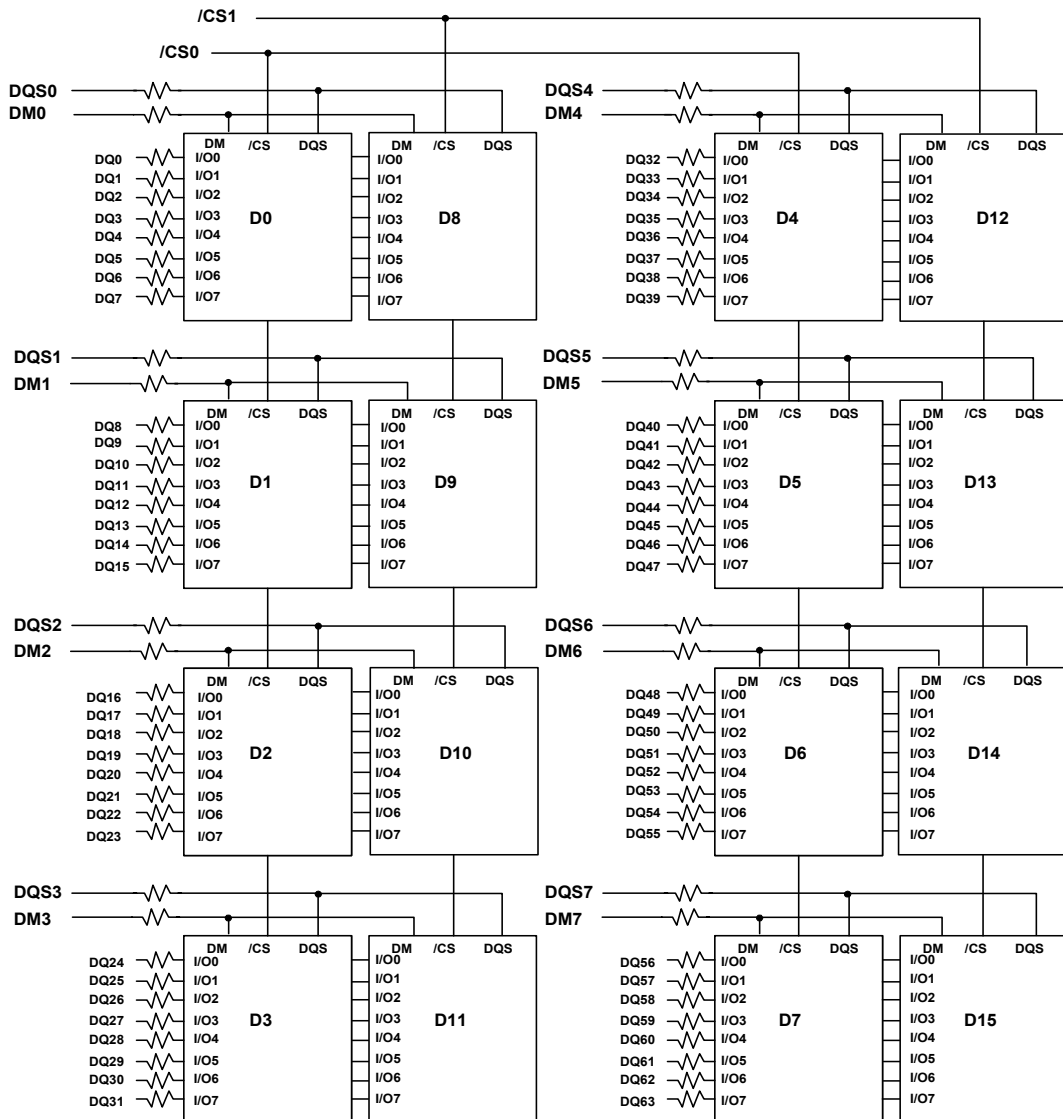 /CS1
/CS0
DQS0 DQS4
DM0 DM4
DM /CS DQS DM /CS DQS DM /CS DQS DM /CS DQS
DQ0 I/O0 I/O0 DQ32 I/O0 I/O0
DQ1 I/O1 I/O1 DQ33 I/O1 I/O1
DQ2 I/O2 I/O2 DQ34 I/O2 I/O2
DQ3 I/O3 D0 I/O3 D8 DQ35 I/O3 D4 I/O3 D12
DQ4 I/O4 I/O4 DQ36 I/O4 I/O4
DQ5 I/O5 I/O5 DQ37 I/O5 I/O5
DQ6 I/O6 I/O6 DQ38 I/O6 I/O6
DQ7 I/O7 I/O7 DQ39 I/O7 I/O7
DQS1 DQS5
DM1 DM5
DM /CS DQS DM /CS DQS DM /CS DQS DM /CS DQS
DQ8 I/O0 I/O0 DQ40 I/O0 I/O0
DQ9 I/O1 I/O1 DQ41 I/O1 I/O1
DQ10 I/O2 I/O2 DQ42 I/O2 I/O2
DQ11 I/O3 D1 I/O3 D9 DQ43 I/O3 D5 I/O3 D13
DQ12 I/O4 I/O4 DQ44 I/O4 I/O4
DQ13 I/O5 I/O5 DQ45 I/O5 I/O5
DQ14 I/O6 I/O6 DQ46 I/O6 I/O6
DQ15 I/O7 I/O7 DQ47 I/O7 I/O7
DQS2 DQS6
DM2 DM6
DM /CS DQS DM /CS DQS DM /CS DQS DM /CS DQS
DQ16 I/O0 I/O0 DQ48 I/O0 I/O0
DQ17 I/O1 I/O1 DQ49 I/O1 I/O1
DQ18 I/O2 I/O2 DQ50 I/O2 I/O2
DQ19 I/O3 D2 I/O3 D10 DQ51 I/O3 D6 I/O3 D14
DQ20 I/O4 I/O4 DQ52 I/O4 I/O4
DQ21 I/O5 I/O5 DQ53 I/O5 I/O5
DQ22 I/O6 I/O6 DQ54 I/O6 I/O6
DQ23 I/O7 I/O7 DQ55 I/O7 I/O7
DQS3 DQS7
DM3 DM7
DM /CS DQS DM /CS DQS DM /CS DQS DM /CS DQS
DQ24 I/O0 I/O0 DQ56 I/O0 I/O0
DQ25 I/O1 I/O1 DQ57 I/O1 I/O1
DQ26 I/O2 I/O2 DQ58 I/O2 I/O2
DQ27 I/O3 D3 I/O3 D11 DQ59 I/O3 D7 I/O3 D15
DQ28 I/O4 I/O4 DQ60 I/O4 I/O4
DQ29 I/O5 I/O5 DQ61 I/O5 I/O5
DQ30 I/O6 I/O6 DQ62 I/O6 I/O6
DQ31 I/O7 I/O7 DQ63 I/O7 I/O7